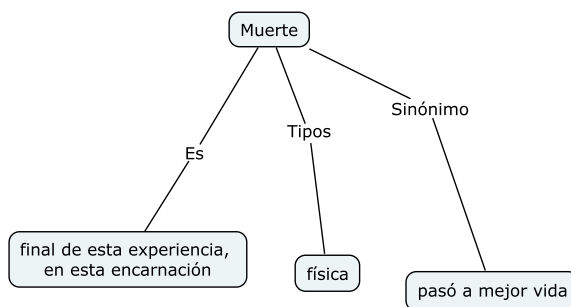 Muerte
Es
Tipos
Sinónimo
final de esta experiencia,
en esta encarnación
física
pasó a mejor vida